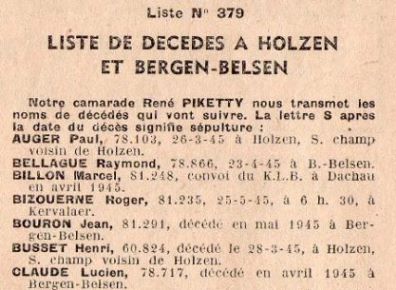 Liste N° 379
LISTE DE DECEDES A HOLZEN
ET BERGEN-BELSEN
Notre camarade René PIKETTY nous transmet les
noms de décédés qui vont suivre. La lettre S après
la date du décès signifie sépulture :
AUGER Paul, 78.103, 26-3-45 à Holzen, S. champ
voisin de Holzen.
BELLAGUE Raymond, 78.866, 23-4-45 à B.-Belsen.
BILLON Marcel, 81.248, convoi du K.L.B. à Dachau
en avril 1945.
BIZOUERNE Roger, 81.235, 25-5-45, à 6 h. 30, à
Kervalaer.
BOURON Jean, 81.291, décédé en mai 1945 à Ber-
gen-Belsen.
BUSSET Henri, 60.824, décédé le 28-3-45, à Holzen,
S. champ voisin de Holzen.
CLAUDE Lucien, 78.717, décédé en avril 1945 à
Bergen-Belsen.